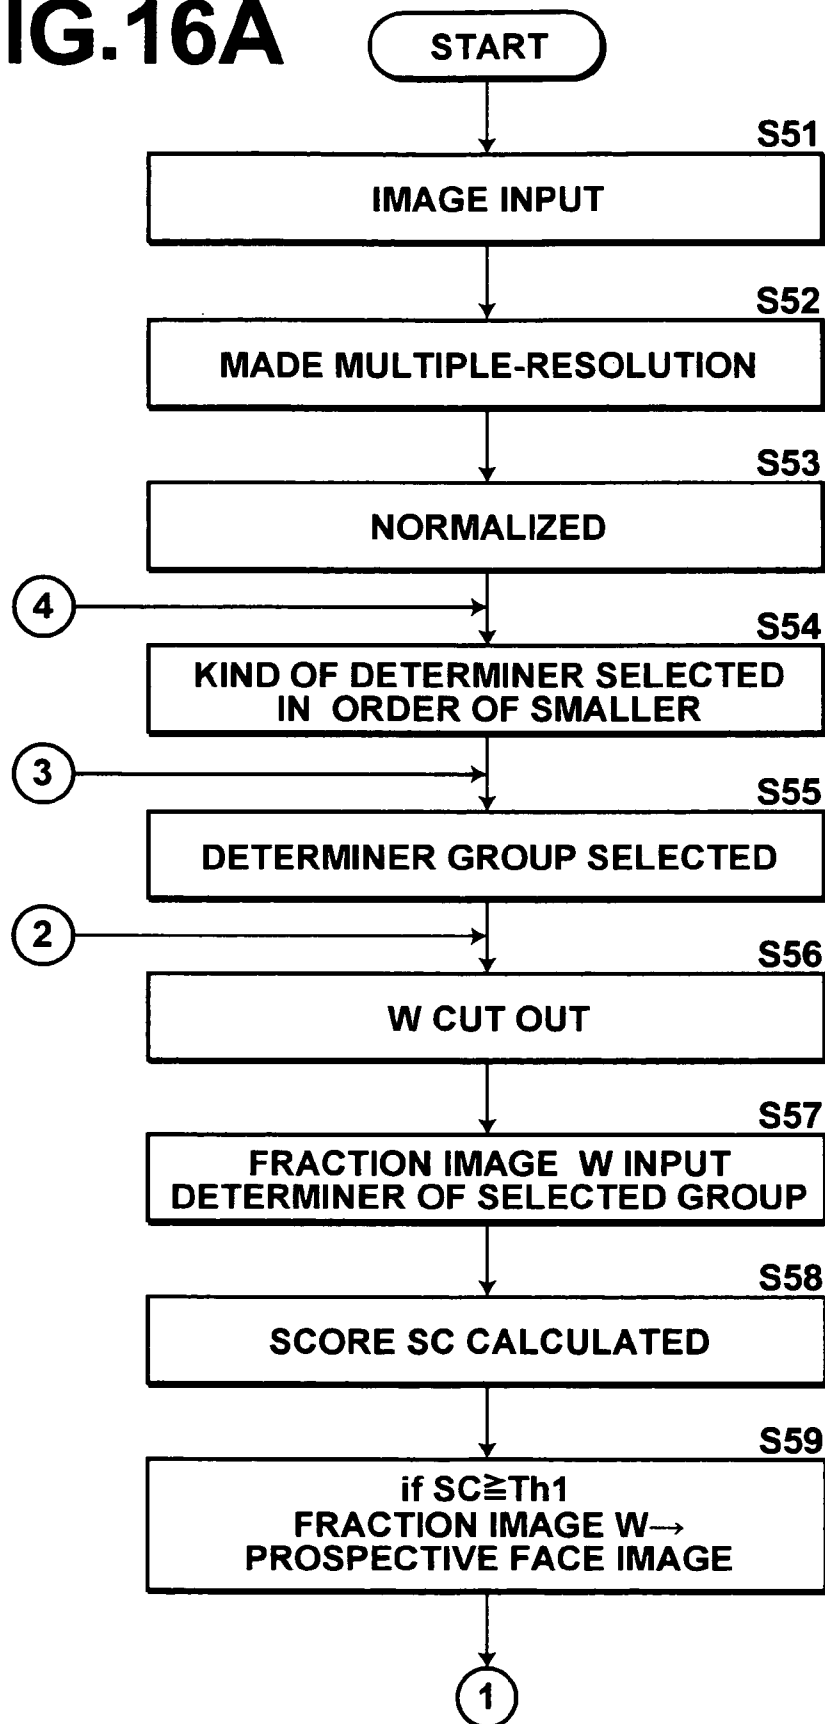 IG.16A
START
S51
IMAGE INPUT
S52
MADE MULTIPLE-RESOLUTION
S53
NORMALIZED
4
S54
KIND OF DETERMINER SELECTED
IN ORDER OF SMALLER
3
S55
DETERMINER GROUP SELECTED
2
S56
W CUT OUT
S57
FRACTION IMAGE W INPUT
DETERMINER OF SELECTED GROUP
S58
SCORE SC CALCULATED
S59
if SC≧Th1
FRACTION IMAGE W→
PROSPECTIVE FACE IMAGE
1